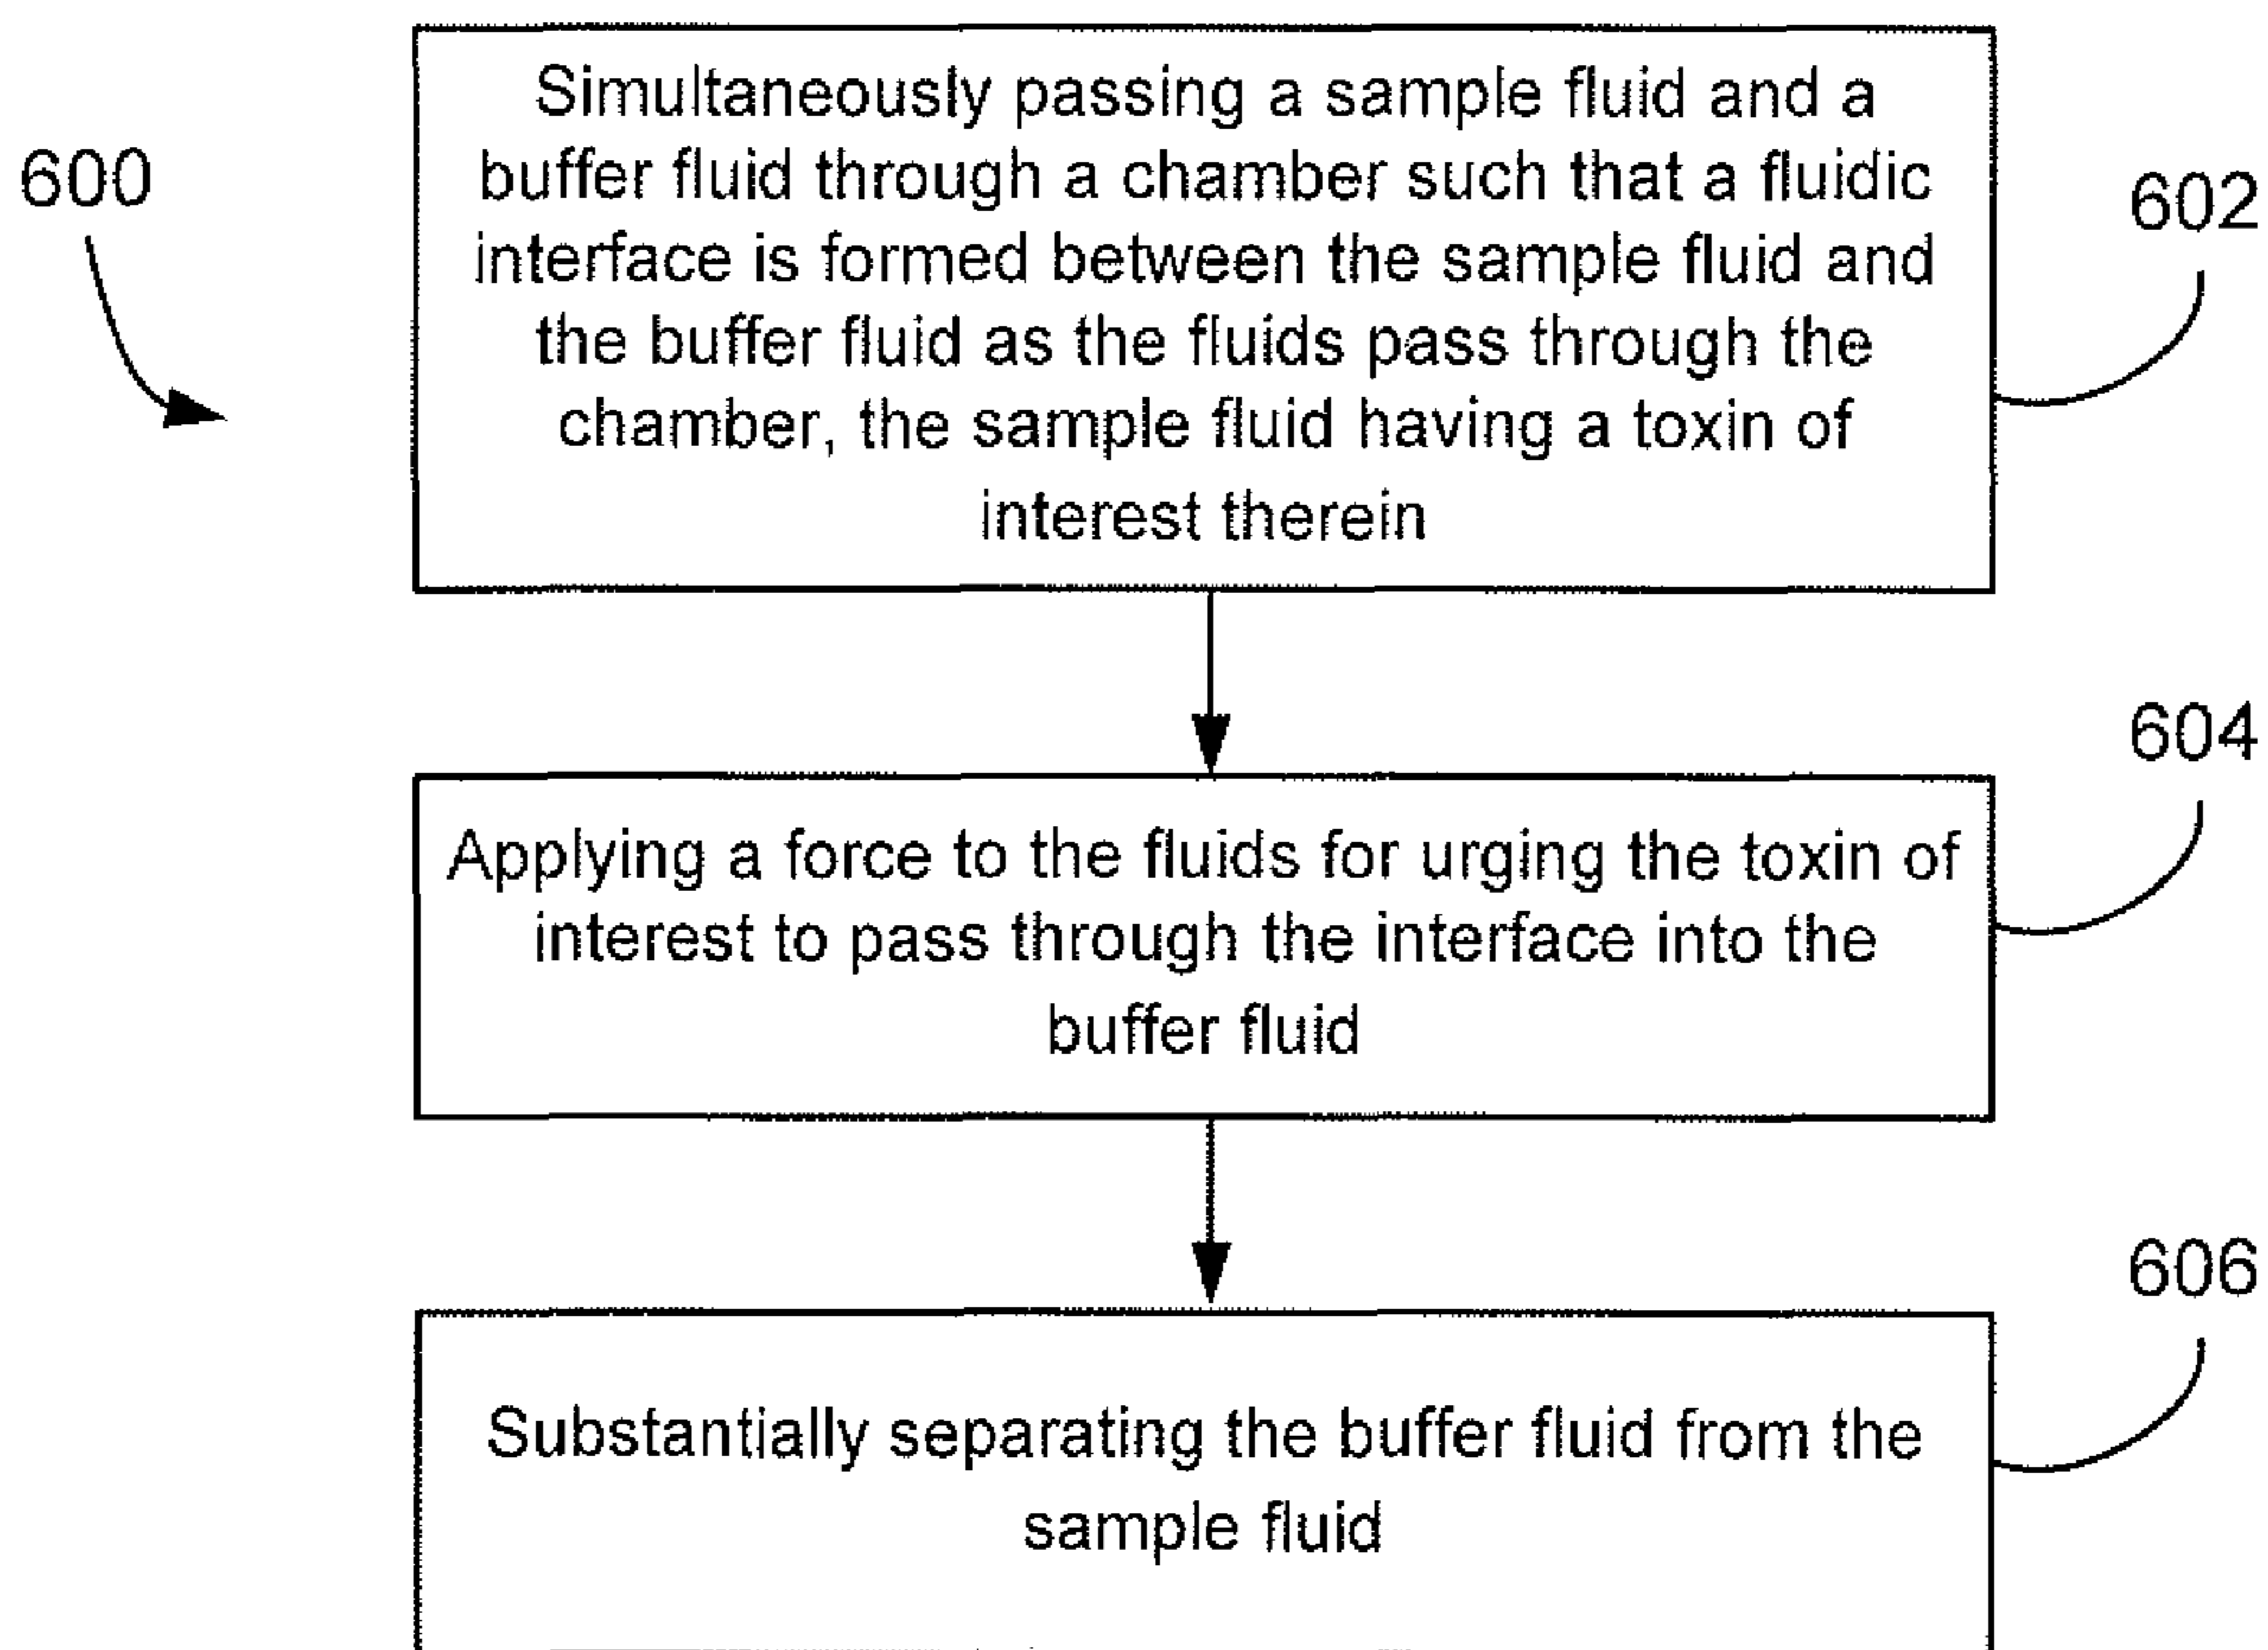 600
Simultaneously passing a sample fluid and a
buffer fluid through a chamber such that a fluidic
interface is formed between the sample fluid and
the buffer fluid as the fluids pass through the
chamber, the sample fluid having a toxin of
interest therein
602
604
Applying a force to the fluids for urging the toxin of
interest to pass through the interface into the
buffer fluid
606
Substantially separating the buffer fluid from the
sample fluid